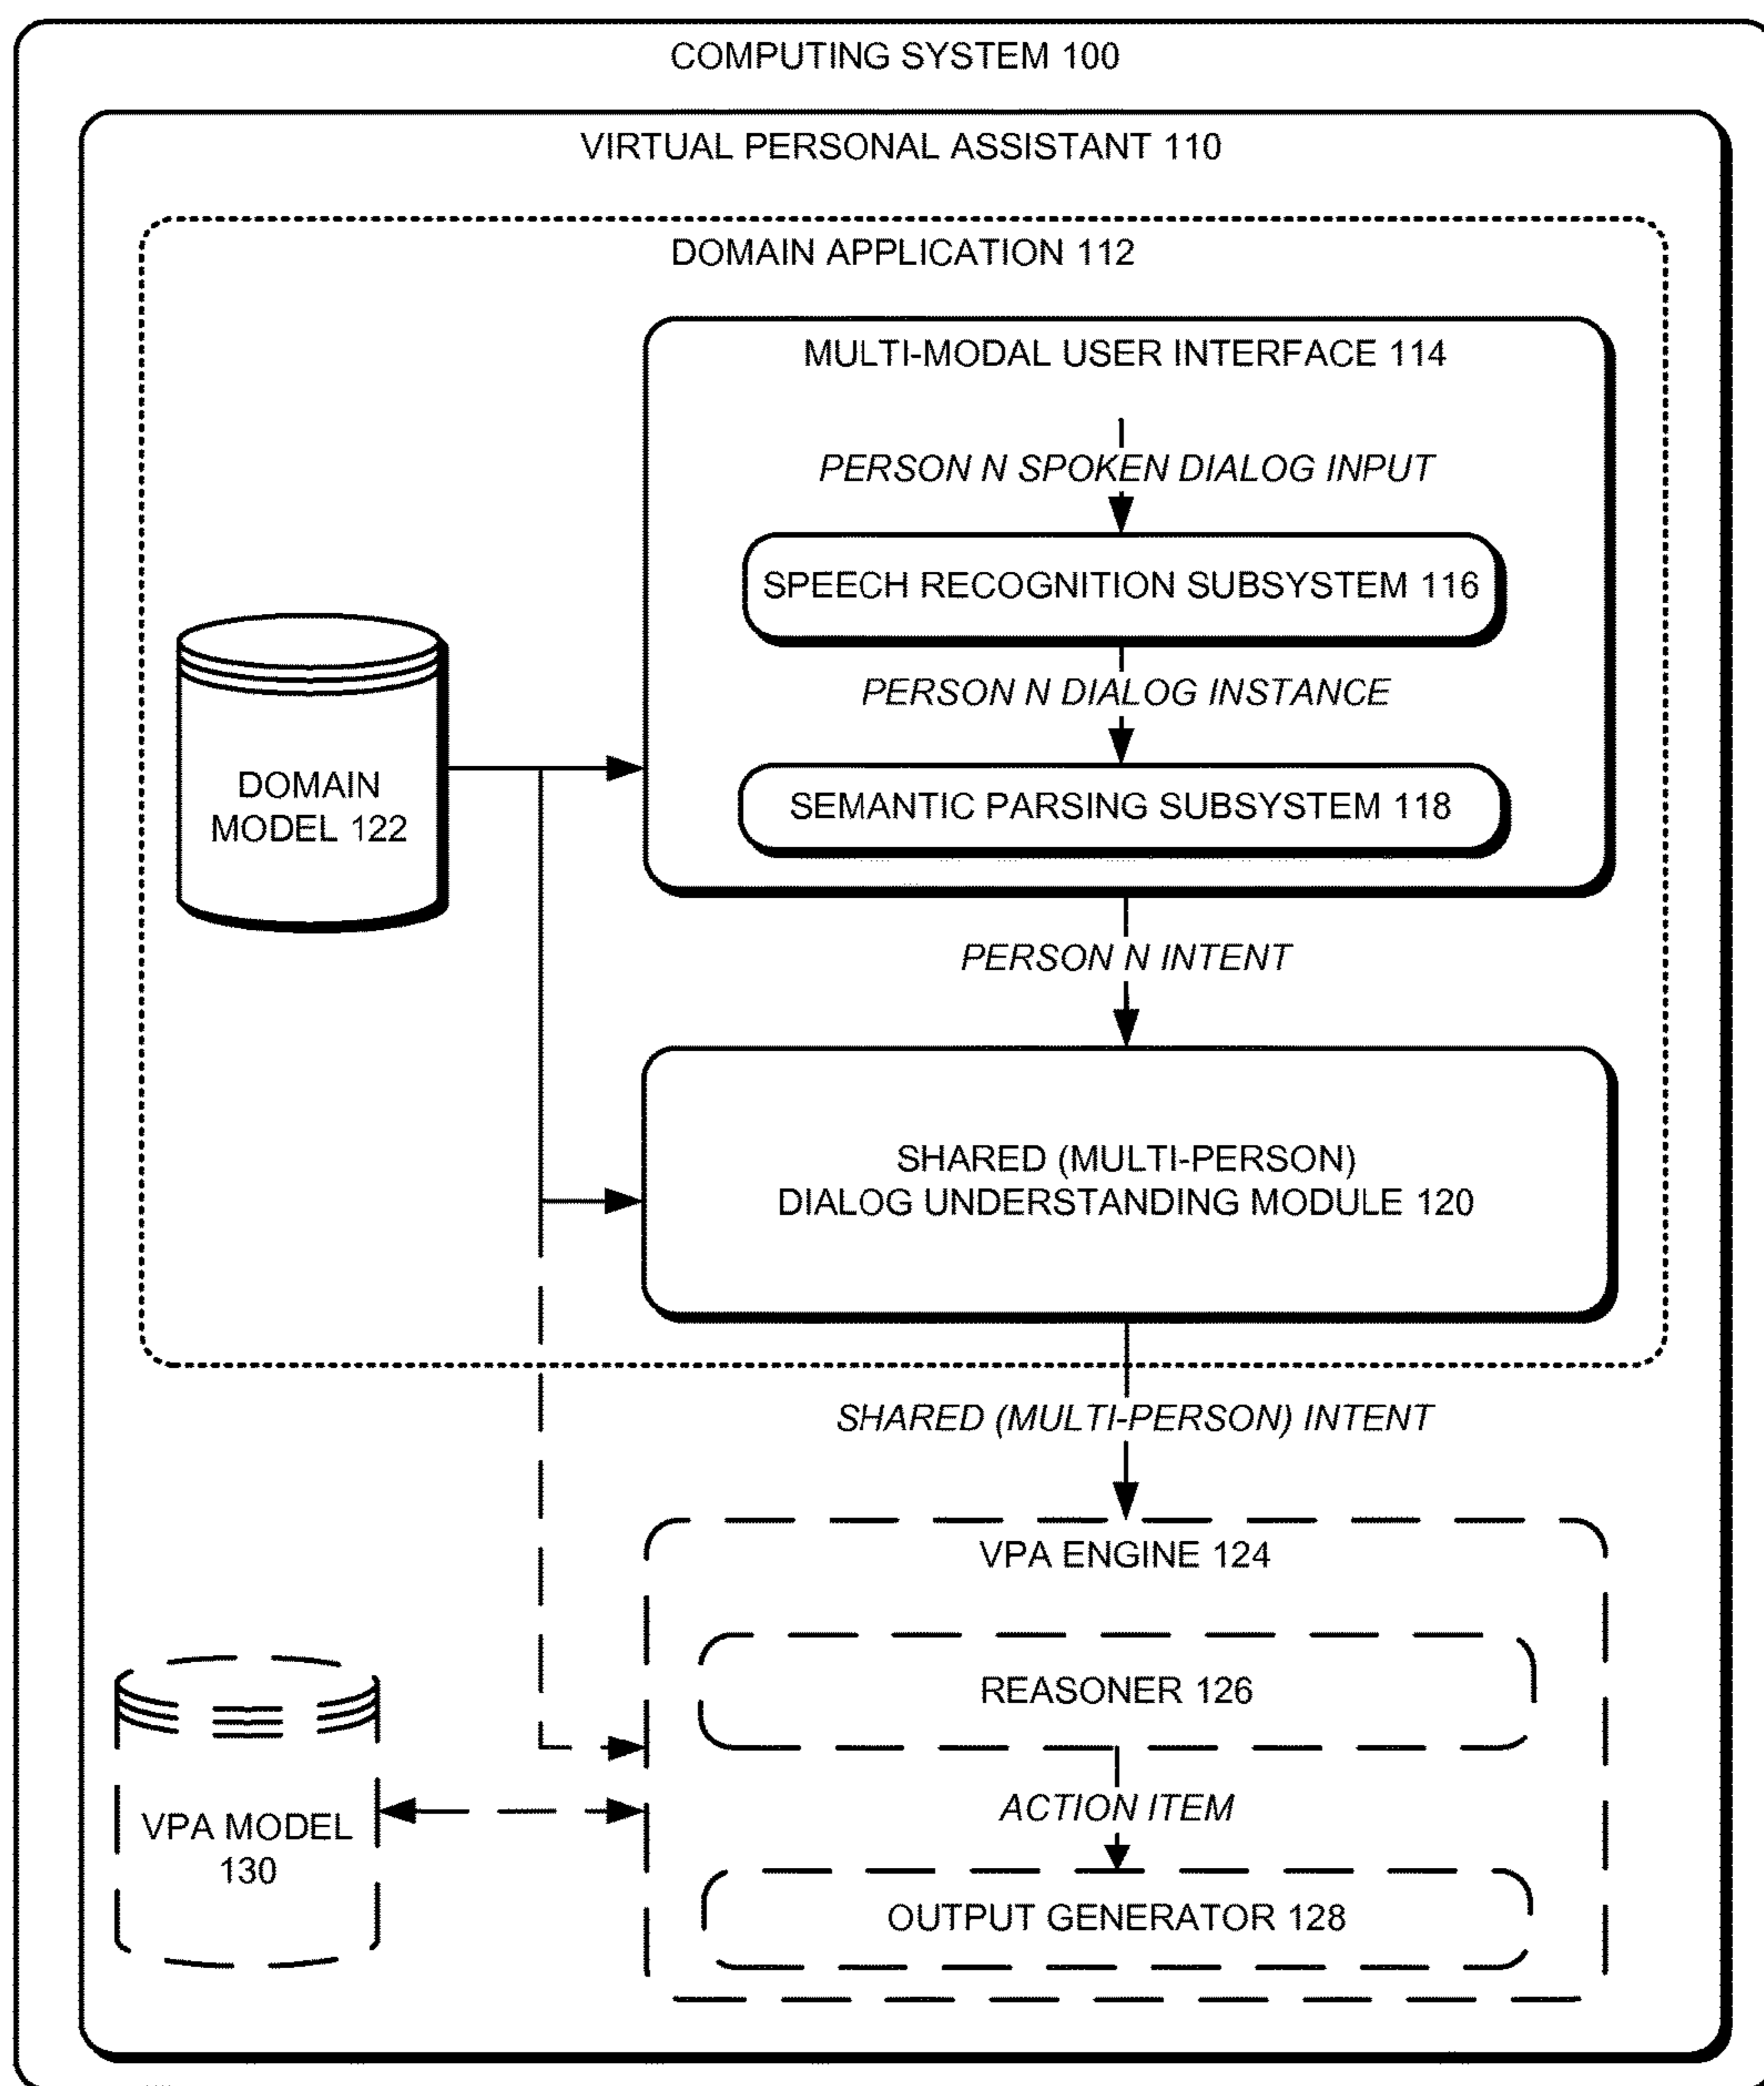 COMPUTING SYSTEM 100
VIRTUAL PERSONAL ASSISTANT 110
DOMAIN APPLICATION 112
MULTI-MODAL USER INTERFACE 114
PERSON N SPOKEN DIALOG INPUT
SPEECH RECOGNITION SUBSYSTEM 116
PERSON N DIALOG INSTANCE
SEMANTIC PARSING SUBSYSTEM 118
DOMAIN
MODEL 122
PERSON N INTENT
SHARED (MULTI-PERSON)
DIALOG UNDERSTANDING MODULE 120
SHARED (MULTI-PERSON) INTENT
VPA ENGINE 124
REASONER 126
ACTION ITEM
VPA MODEL
130
OUTPUT GENERATOR 128